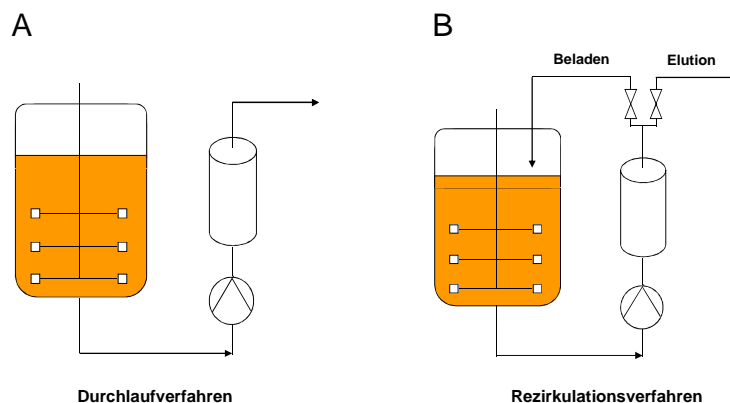 A
B
Beladen
Elution
Durchlaufverfahren
Rezirkulationsverfahren